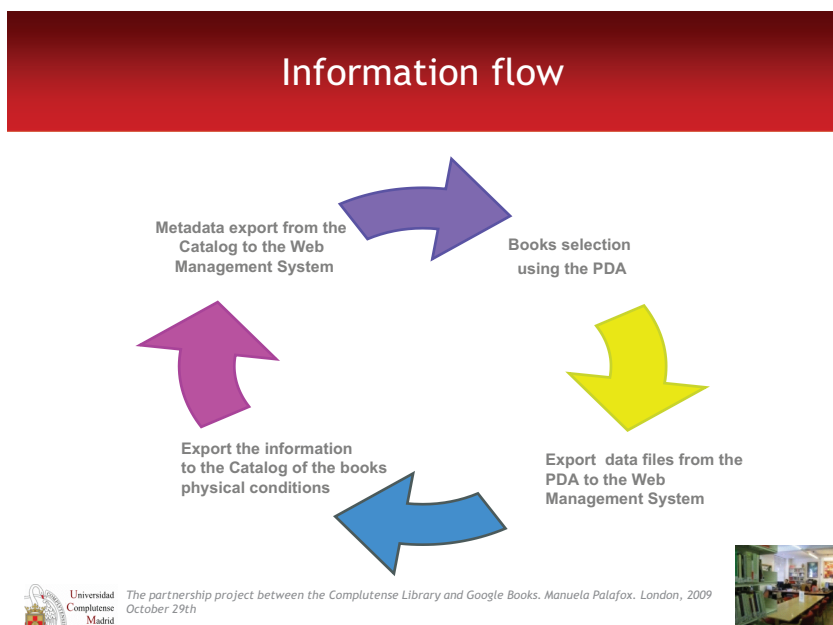 Information flow
Metadata export from the
Catalog to the Web
Management System
Books selection
using the PDA
Export data files from the
PDA to the Web
Management System
Export the information
to the Catalog of the books
physical conditions
Universidad
Complutense
Madrid
The partnership project between the Complutense Library and Google Books. Manuela Palafox. London, 2009
October 29th